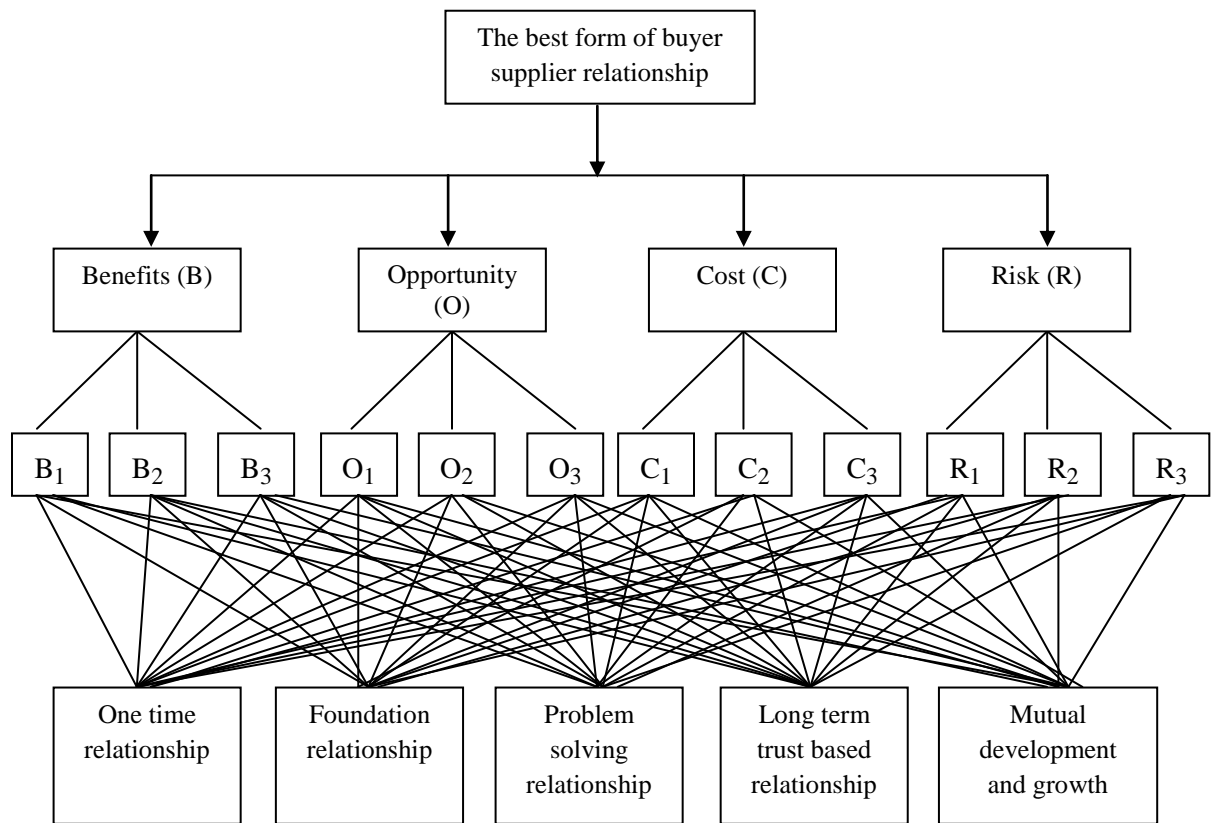 The best form of buyer
supplier relationship
Benefits (B)
Opportunity
(O)
Cost (C)
Risk (R)
B1
B2
B3
O1
O2
O3
C1
C2
C3
R1
R2
R3
One time
relationship
Foundation
relationship
Problem
solving
relationship
Long term
trust based
relationship
Mutual
development
and growth